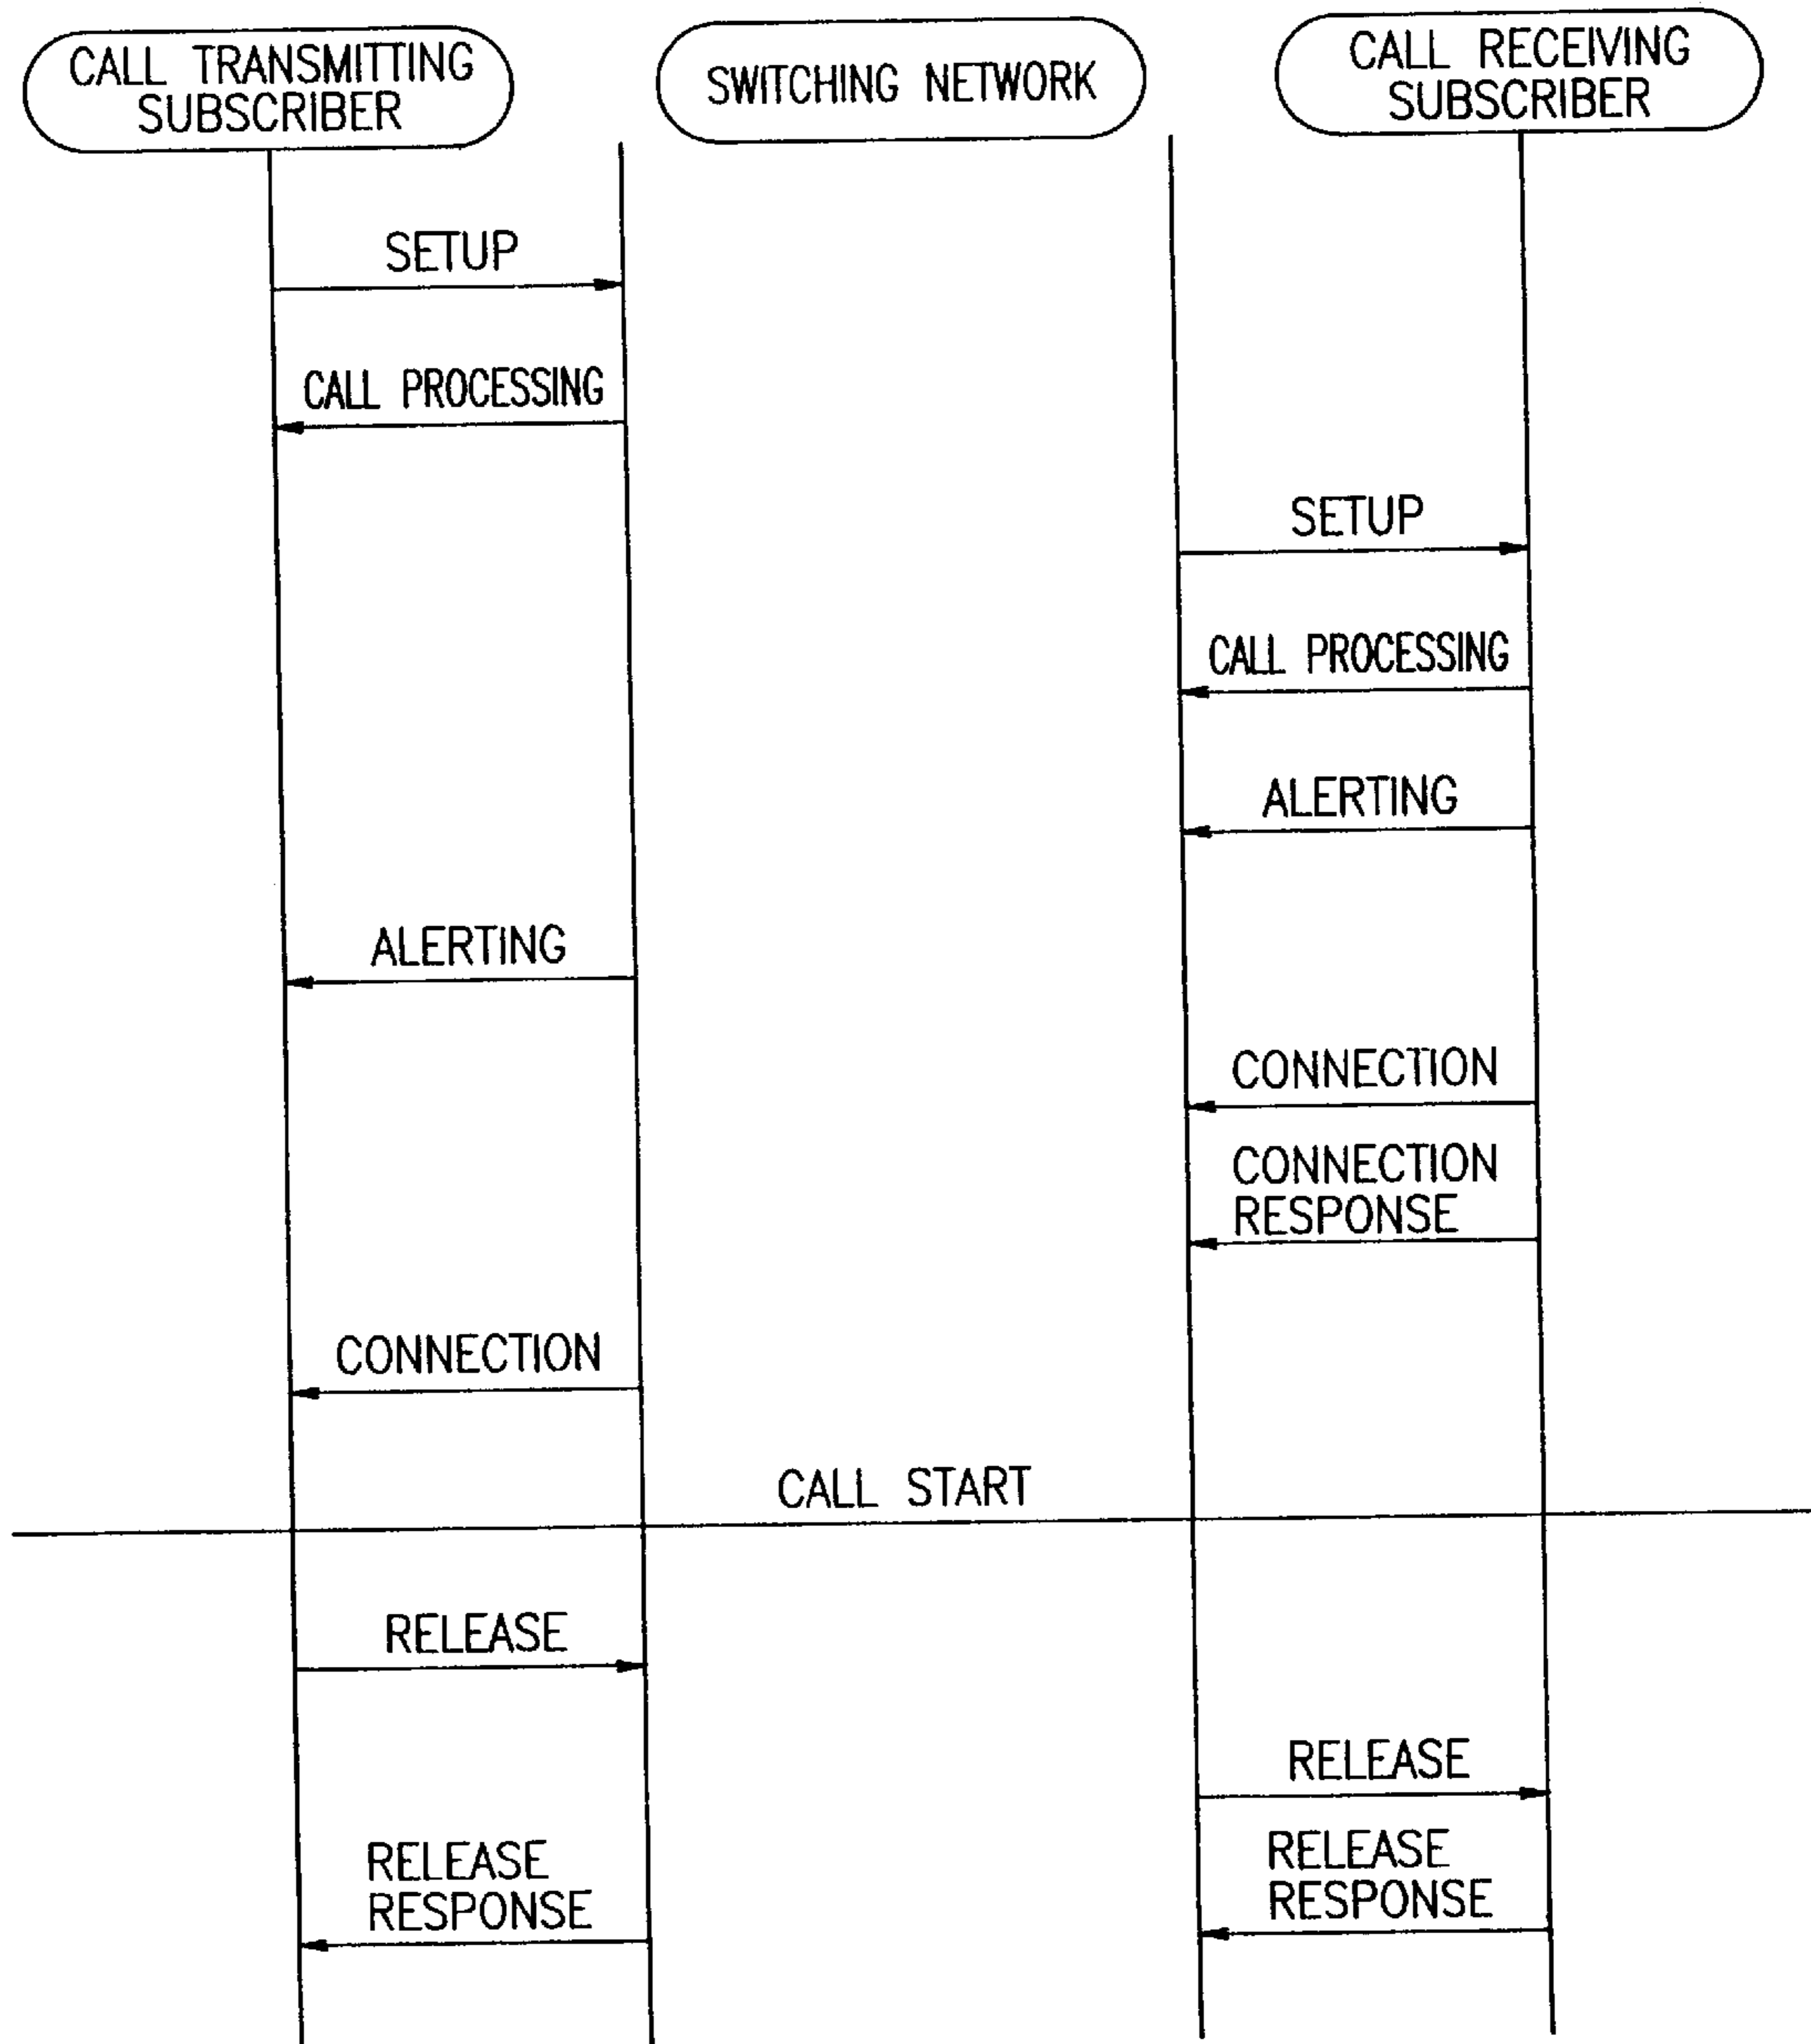 CALL TRANSMITTING
SUBSCRIBER
SWITCHING NETWORK
CALL RECEIVING
SUBSCRIBER
SETUP
CALL PROCESSING
SETUP
CALL PROCESSING
ALERTING
ALERTING
CONNECTION
CONNECTION
RESPONSE
CONNECTION
CALL START
RELEASE
RELEASE
RELEASE
RESPONSE
RELEASE
RESPONSE